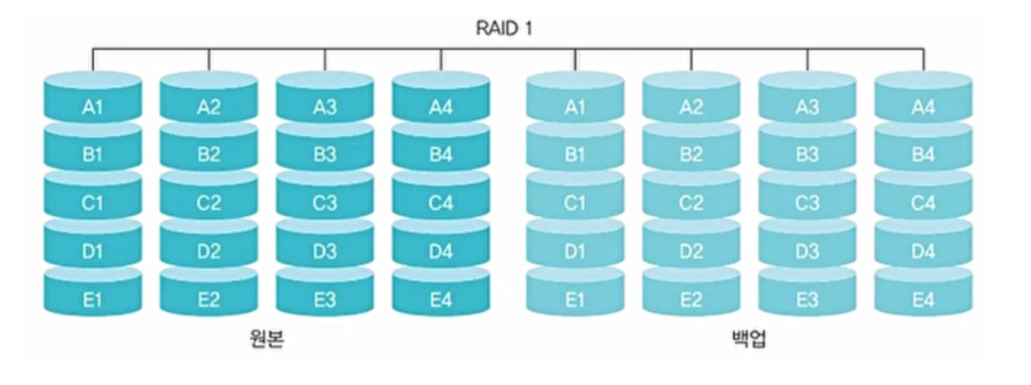 RAID 1
A1 A2 A3 A4 A1 A2 A3 A4
B1 B2 B3 B4 B1 B2 B3 B4
C1 C2 C3 C4 C1 C2 C3 C4
D1 D2 D3 D4 D1 D2 D3 D4
E1 E2 E3 E4 E1 E2 E3 E4
원본 백업